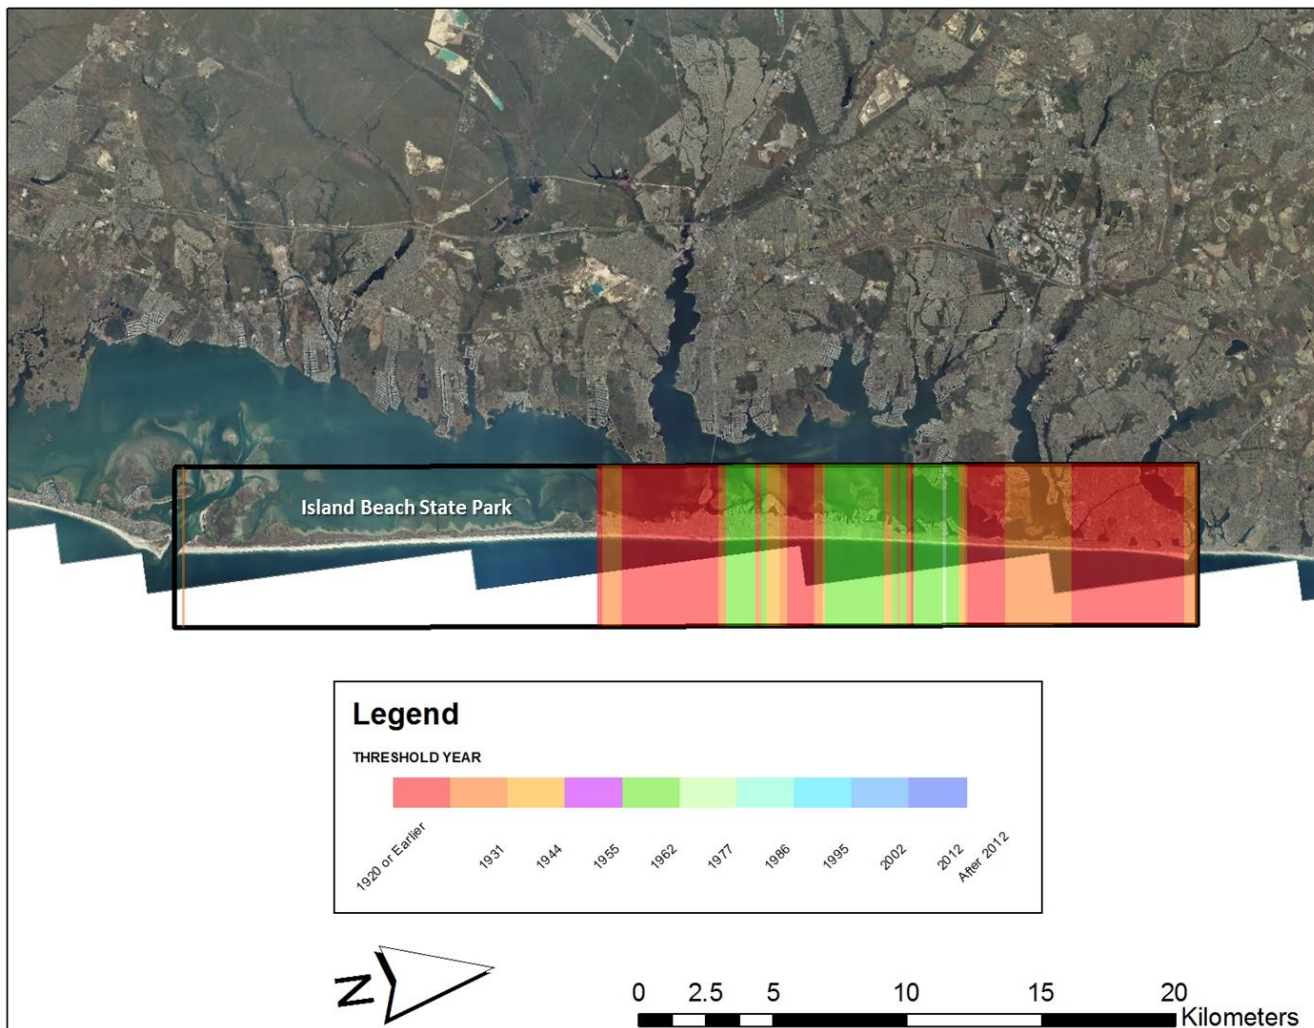 Island Beach State Park
Legend
THRESHOLD YEAR
1920 or Earlier
1931
1944
1955
1962
1977
1986
1995
2002
2012
After 2012
N
0 2.5 5 10 15 20
Kilometers